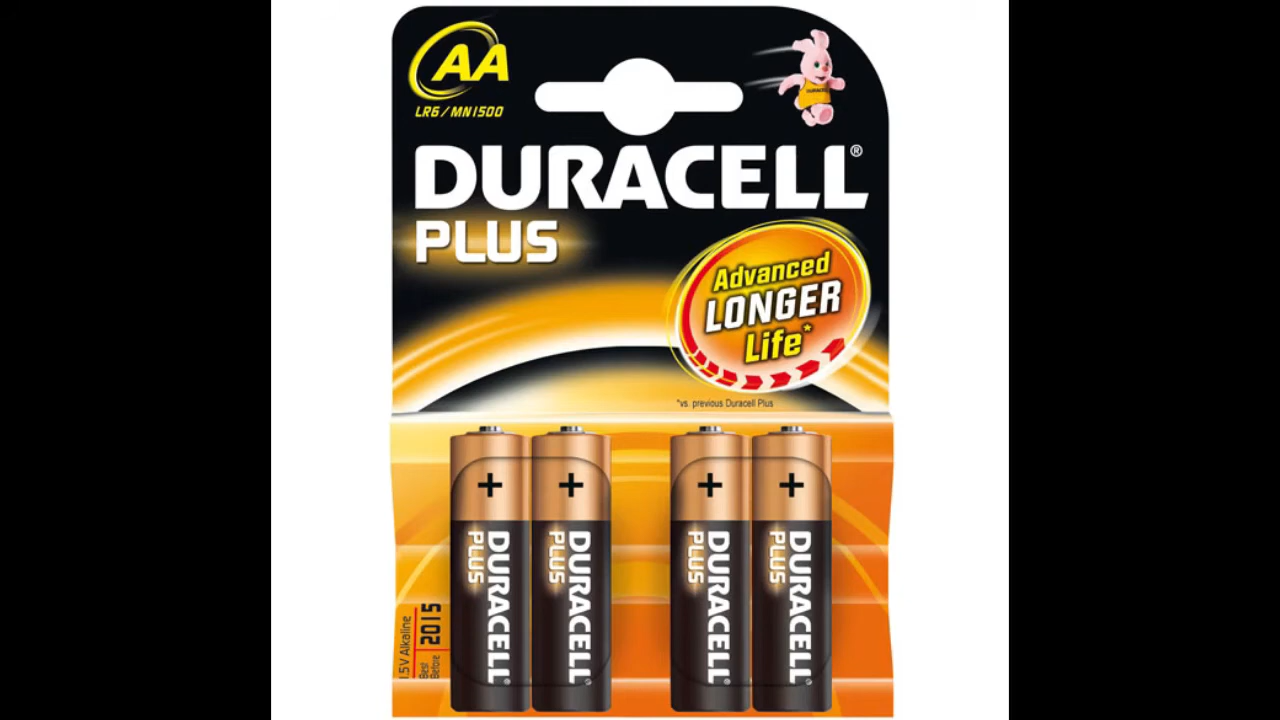 AA
LR6/MN1500
DURACELL
DURACELL®
PLUS
Advanced
LONGER
Life*
*vs. previous Duracell Plus
+
+
+
+
DURACELL®
PLUS
DURACELL®
PLUS
DURACELL®
PLUS
DURACELL®
PLUS
1.5V Alkaline
Best
Before
2015